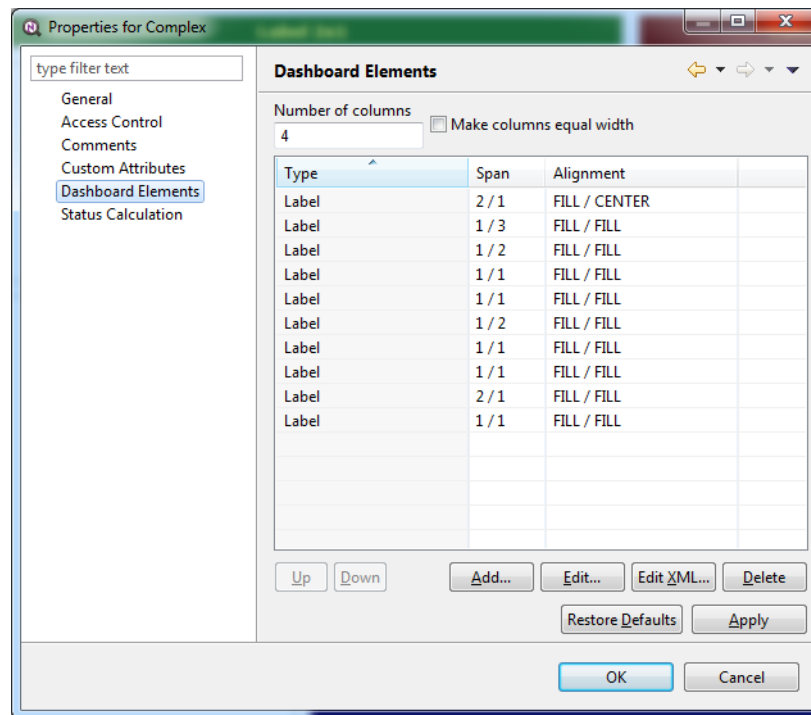 Properties for Complex
Label 2x1
type filter text
General
Access Control
Comments
Custom Attributes
Dashboard Elements
Status Calculation
Dashboard Elements
Number of columns
4
Make columns equal width
Type Span Alignment
Label 2 / 1 FILL / CENTER
Label 1 / 3 FILL / FILL
Label 1 / 2 FILL / FILL
Label 1 / 1 FILL / FILL
Label 1 / 1 FILL / FILL
Label 1 / 2 FILL / FILL
Label 1 / 1 FILL / FILL
Label 1 / 1 FILL / FILL
Label 2 / 1 FILL / FILL
Label 1 / 1 FILL / FILL
Up Down Add... Edit... Edit XML... Delete
Restore Defaults Apply
OK Cancel